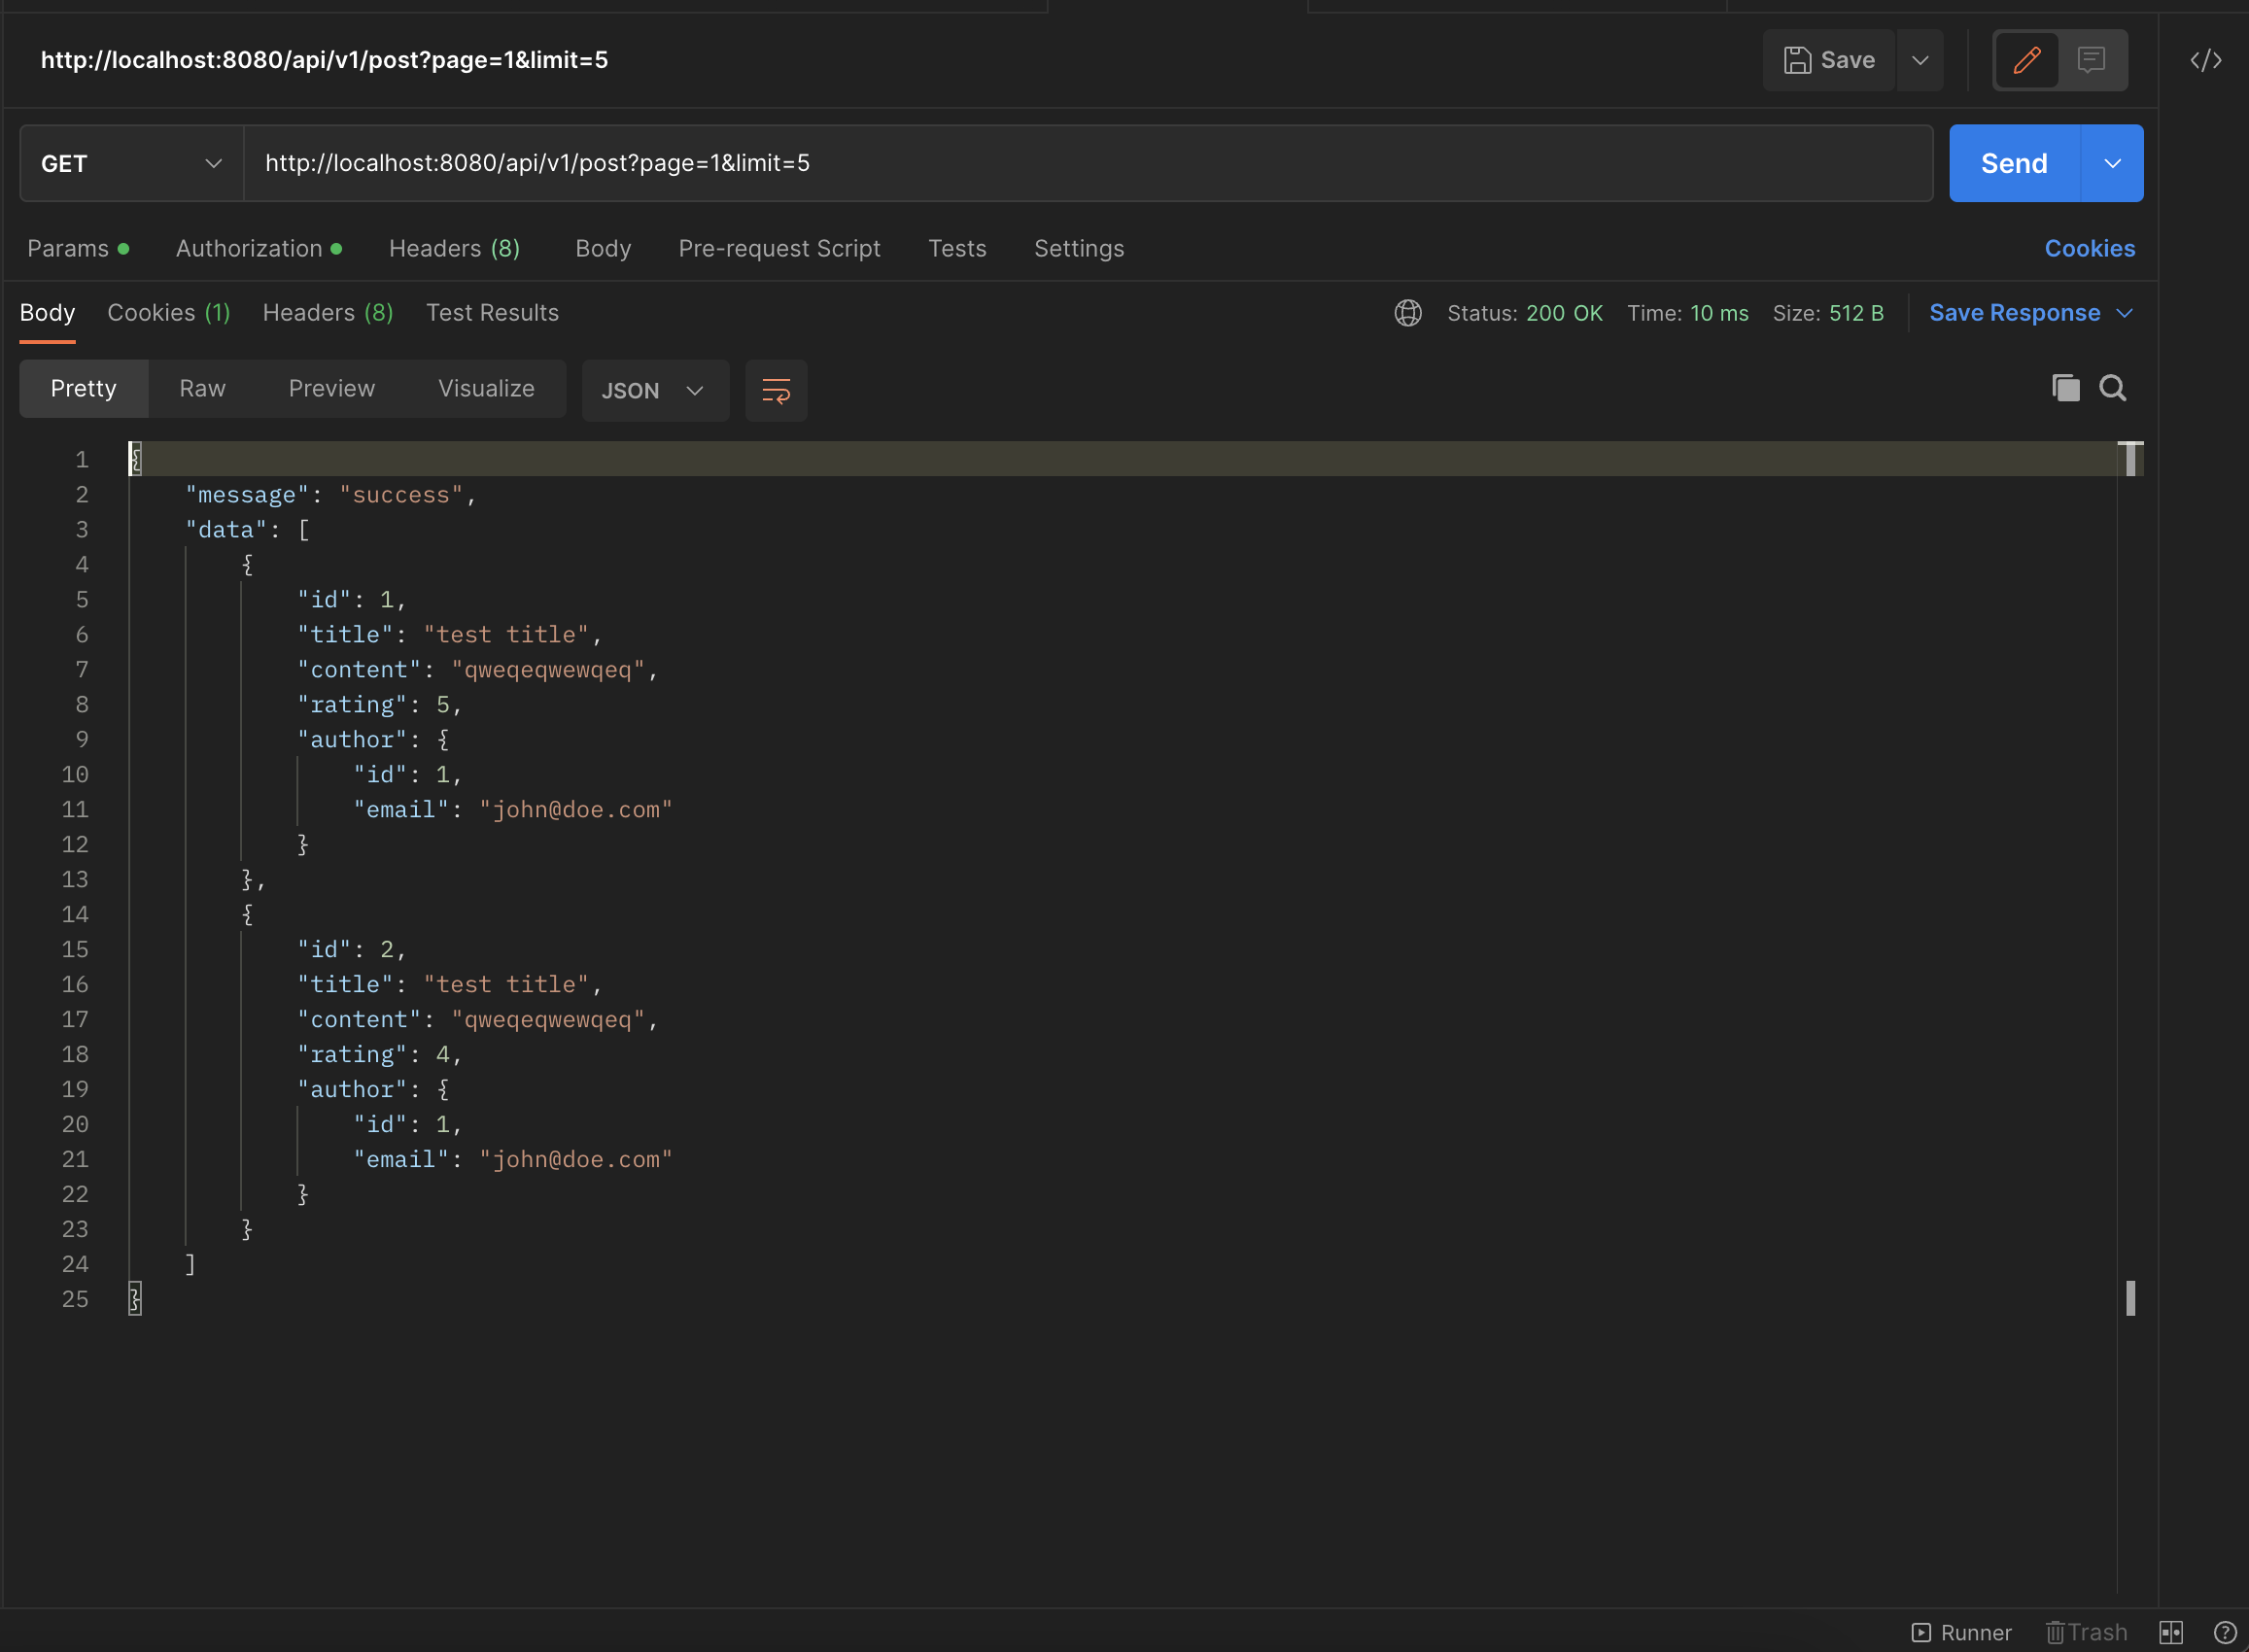 http://localhost:8080/api/v1/post?page=1&limit=5
Save
GET http://localhost:8080/api/v1/post?page=1&limit=5 Send
Params Authorization Headers (8) Body Pre-request Script Tests Settings Cookies
Body Cookies (1) Headers (8) Test Results Status: 200 OK Time: 10 ms Size: 512 B Save Response
Pretty Raw Preview Visualize JSON
1 {
2 "message": "success",
3 "data": [
4 {
5 "id": 1,
6 "title": "test title",
7 "content": "qweqeqwewqeq",
8 "rating": 5,
9 "author": {
10 "id": 1,
11 "email": "john@doe.com"
12 }
13 },
14 {
15 "id": 2,
16 "title": "test title",
17 "content": "qweqeqwewqeq",
18 "rating": 4,
19 "author": {
20 "id": 1,
21 "email": "john@doe.com"
22 }
23 }
24 ]
25 }
Runner Trash